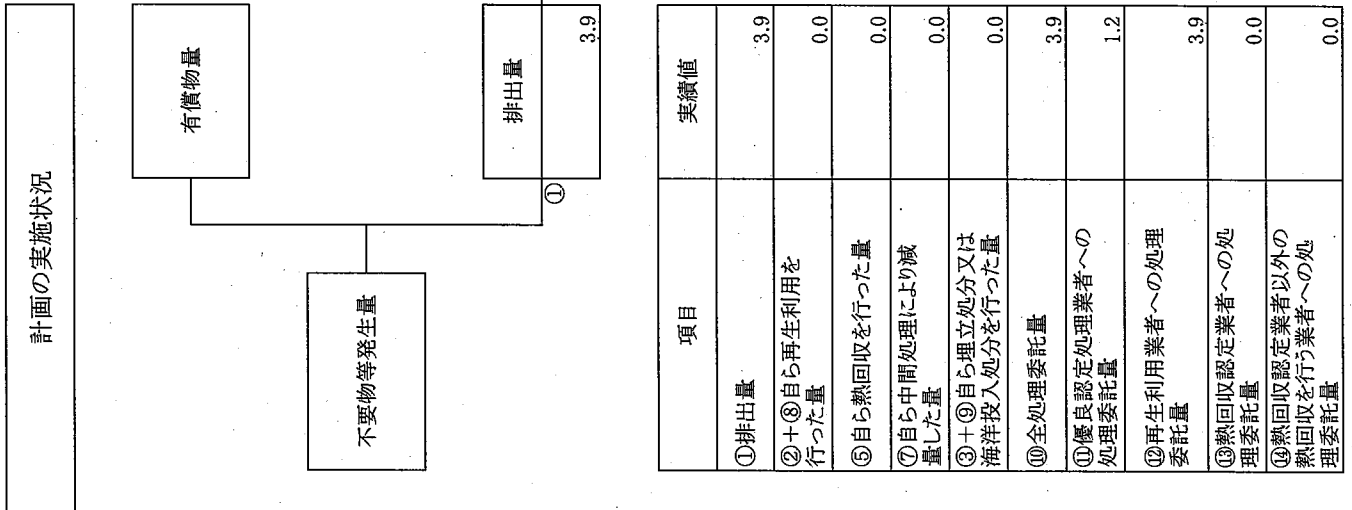 計画の実施状況
有償物量
不要物等発生量
排出量
①
3.9
項目
実績値
①排出量
3.9
②+⑧自ら再生利用を
行った量
0.0
⑤自ら熱回収を行った量
0.0
⑦自ら中間処理により減
量した量
0.0
③+⑨自ら埋立処分又は
海洋投入処分を行った量
0.0
⑩全処理委託量
3.9
⑪優良認定処理業者への
処理委託量
1.2
⑫再生利用業者への処理
委託量
3.9
⑬熱回収認定業者への処
理委託量
0.0
⑭熱回収認定業者以外の
熱回収を行う業者への処
理委託量
0.0